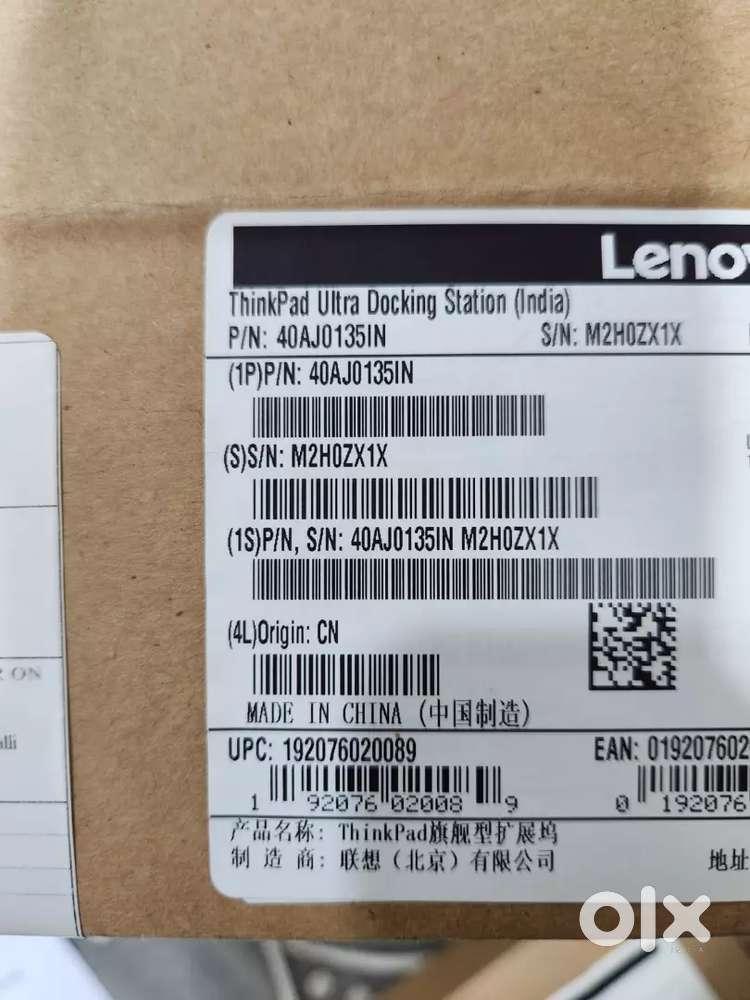 Leno
ThinkPad Ultra Docking Station (India)
P/N: 40AJ0135IN S/N: M2H0ZX1X
(1P)P/N: 40AJ0135IN
(S)S/N: M2H0ZX1X
(1S)P/N, S/N: 40AJ0135IN M2H0ZX1X
(4L)Origin: CN
MADE IN CHINA (中国制造)
UPC: 192076020089 EAN: 019207602
1 92076 02008 9 0 192076
产品名称: ThinkPad旗舰型扩展坞
制 造 商: 联想 (北京) 有限公司 地址
R ON
alli
olx